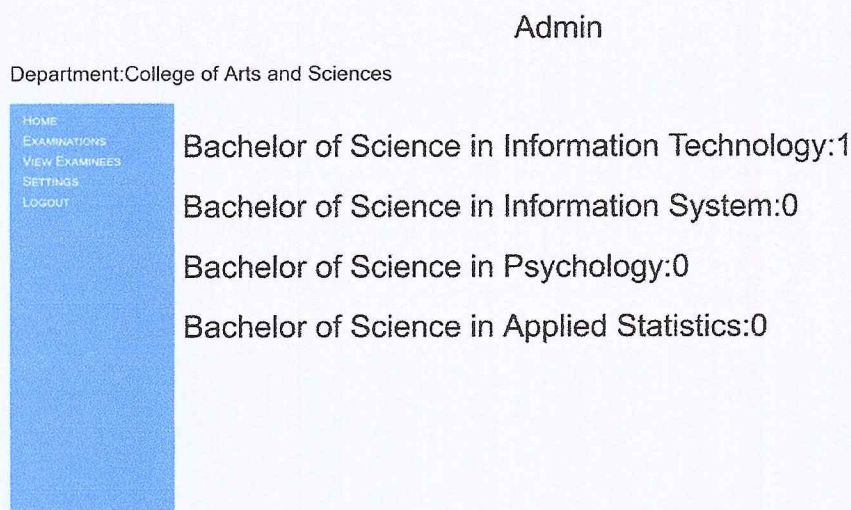 Admin
Department:College of Arts and Sciences
HOME
EXAMINATIONS
VIEW EXAMINEES
SETTINGS
LOGOUT
Bachelor of Science in Information Technology:1
Bachelor of Science in Information System:0
Bachelor of Science in Psychology:0
Bachelor of Science in Applied Statistics:0